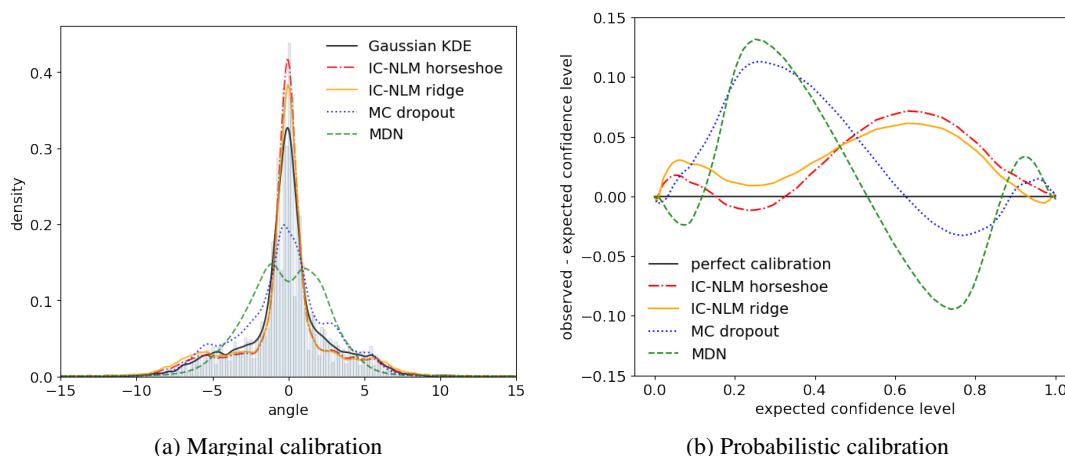 Gaussian KDE
IC-NLM horseshoe
IC-NLM ridge
MC dropout
MDN
density
0.4
0.3
0.2
0.1
0.0
−15
−10
−5
0
5
10
15
angle
(a) Marginal calibration
observed - expected confidence level
0.15
0.10
0.05
0.00
−0.05
−0.10
−0.15
perfect calibration
IC-NLM horseshoe
IC-NLM ridge
MC dropout
MDN
0.0
0.2
0.4
0.6
0.8
1.0
expected confidence level
(b) Probabilistic calibration